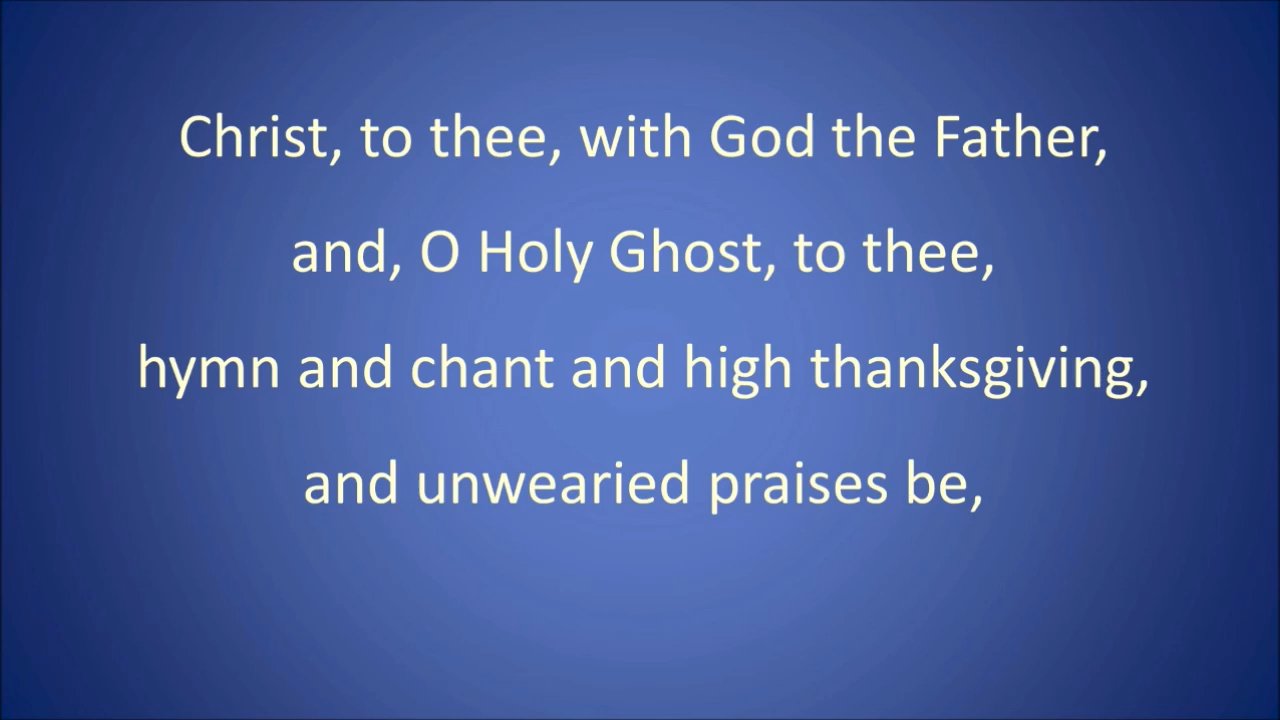 Christ, to thee, with God the Father,
and, O Holy Ghost, to thee,
hymn and chant and high thanksgiving,
and unwearied praises be,